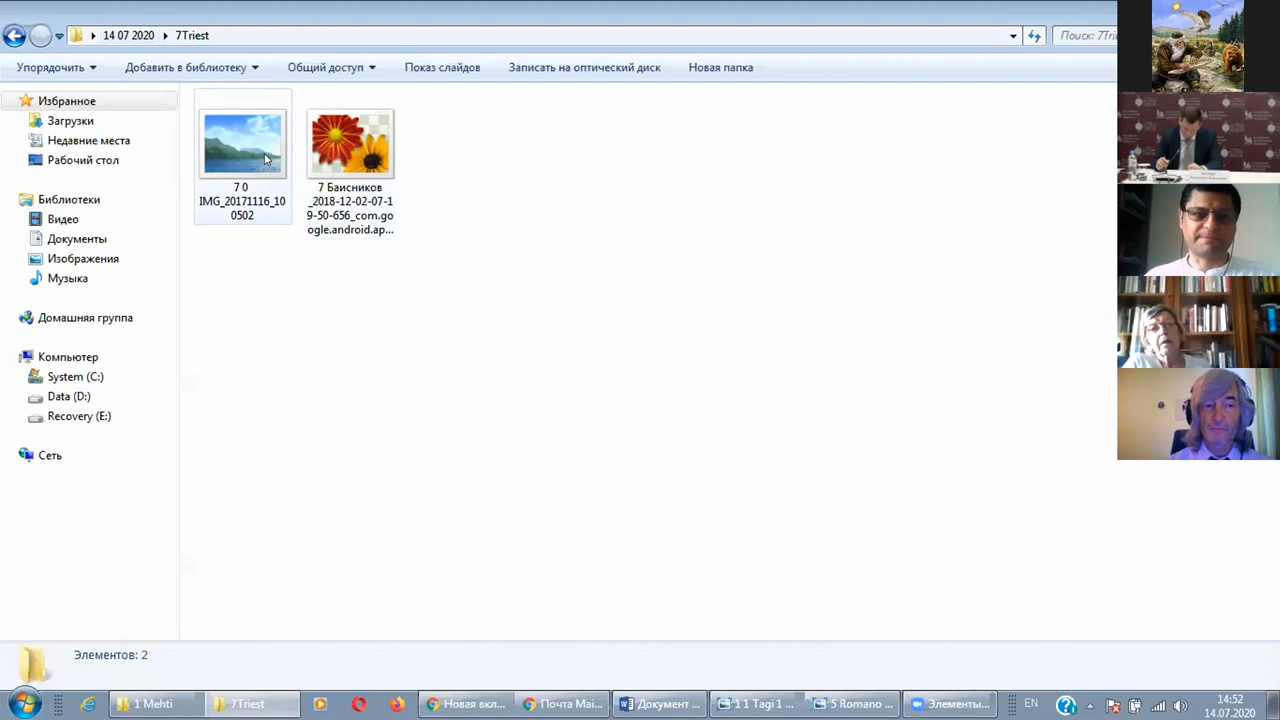 14 07 2020 7Triest
Поиск: 7Trie
Упорядочить Добавить в библиотеку Общий доступ Показ слайдов Записать на оптический диск Новая папка
Избранное
Загрузки
Недавние места
Рабочий стол
Библиотеки
Видео
Документы
Изображения
Музыка
Домашняя группа
Компьютер
System (C:)
Data (D:)
Recovery (E:)
Сеть
7 0
IMG_20171116_10
0502
7 Баисников
_2018-12-02-07-1
9-50-656_com.go
ogle.android.ap...
Элементов: 2
1 Mehti 7Triest Новая вкл... Почта Mai... Документ ... 1 1 Tagi 1 ... 5 Romano ... Элементы... EN 14:52
14.07.2020